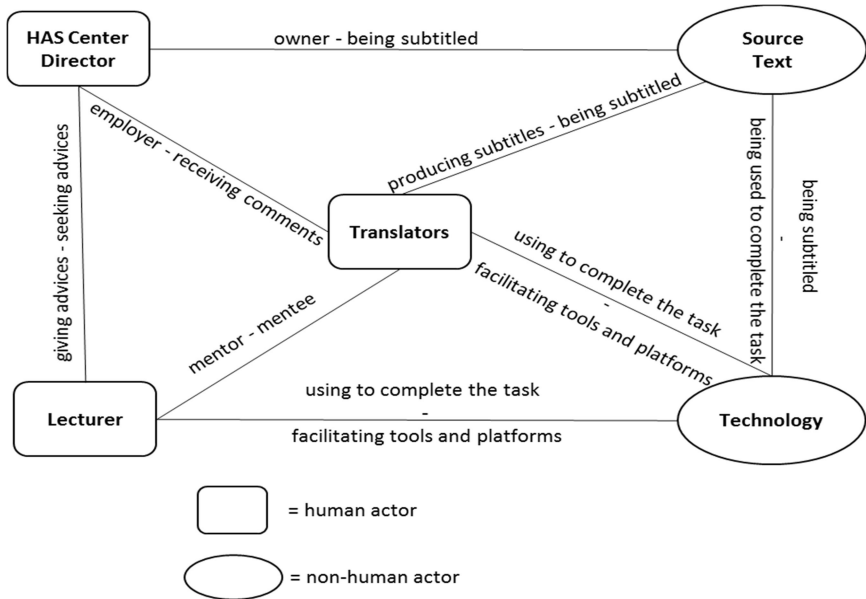 HAS Center
Director
owner - being subtitled
Source
Text
employer - receiving comments
producing subtitles - being subtitled
giving advices - seeking advices
being used to complete the task
-
being subtitled
Translators
using to complete the task
-
facilitating tools and platforms
mentor - mentee
Lecturer
using to complete the task
-
facilitating tools and platforms
Technology
= human actor
= non-human actor